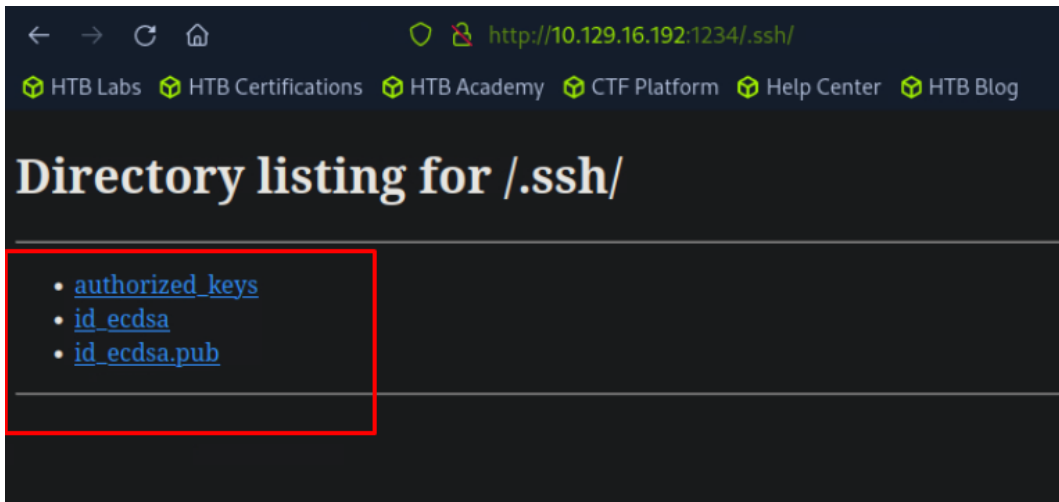 http://10.129.16.192:1234/.ssh/
HTB Labs HTB Certifications HTB Academy CTF Platform Help Center HTB Blog
Directory listing for /.ssh/
• authorized_keys
• id_ecdsa
• id_ecdsa.pub